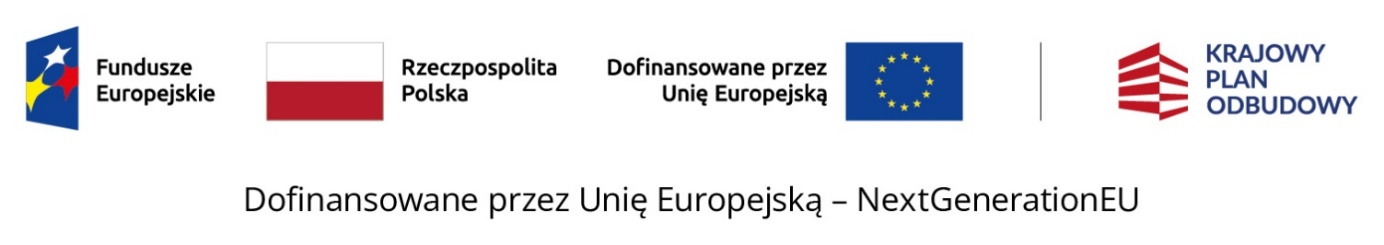 Fundusze
Europejskie
Rzeczpospolita
Polska
Dofinansowane przez
Unię Europejską
KRAJOWY
PLAN
ODBUDOWY
Dofinansowane przez Unię Europejską – NextGenerationEU